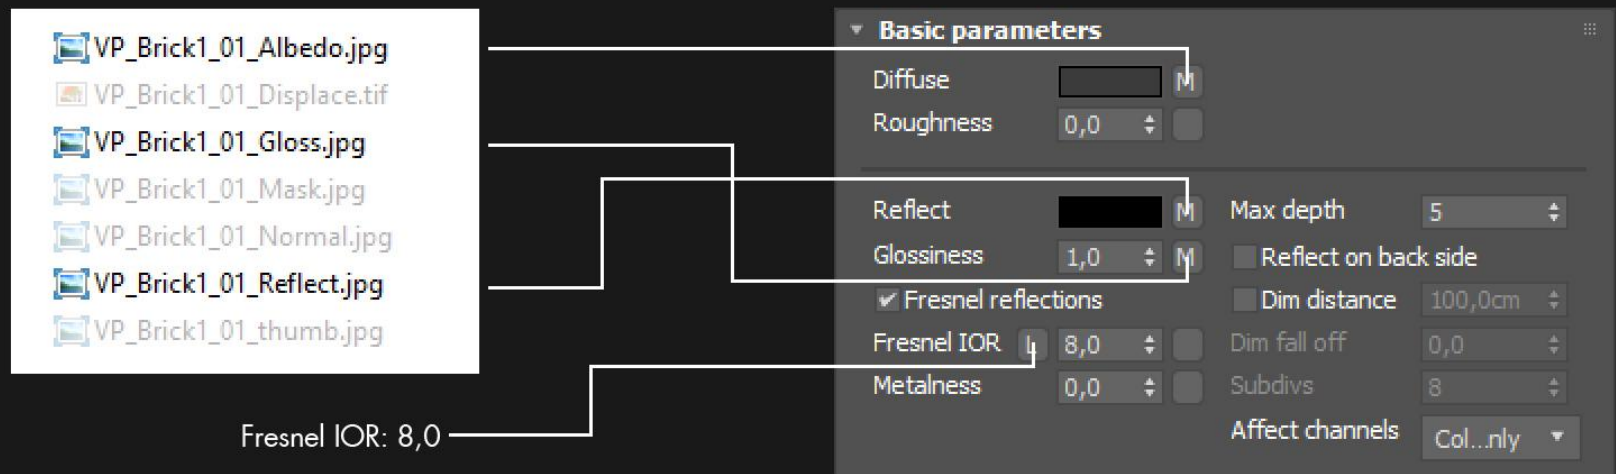 VP_Brick1_01_Albedo.jpg
VP_Brick1_01_Displace.tif
VP_Brick1_01_Gloss.jpg
VP_Brick1_01_Mask.jpg
VP_Brick1_01_Normal.jpg
VP_Brick1_01_Reflect.jpg
VP_Brick1_01_thumb.jpg
Fresnel IOR: 8,0
Basic parameters
Diffuse M
Roughness 0,0
Reflect M Max depth 5
Glossiness 1,0 M Reflect on back side
Fresnel reflections Dim distance 100,0cm
Fresnel IOR L 8,0 Dim fall off 0,0
Metalness 0,0 Subdivs 8
Affect channels Col...nly